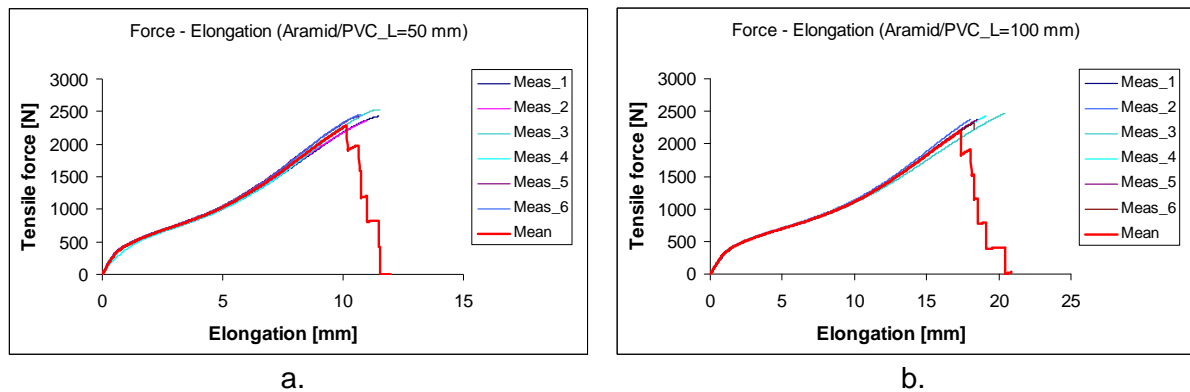 Force - Elongation (Aramid/PVC_L=50 mm)
3000
2500
2000
1500
1000
500
0
0 5 10 15
Tensile force [N]
Elongation [mm]
Meas_1
Meas_2
Meas_3
Meas_4
Meas_5
Meas_6
Mean
a.
Force - Elongation (Aramid/PVC_L=100 mm)
3000
2500
2000
1500
1000
500
0
0 5 10 15 20 25
Tensile force [N]
Elongation [mm]
Meas_1
Meas_2
Meas_3
Meas_4
Meas_5
Meas_6
Mean
b.